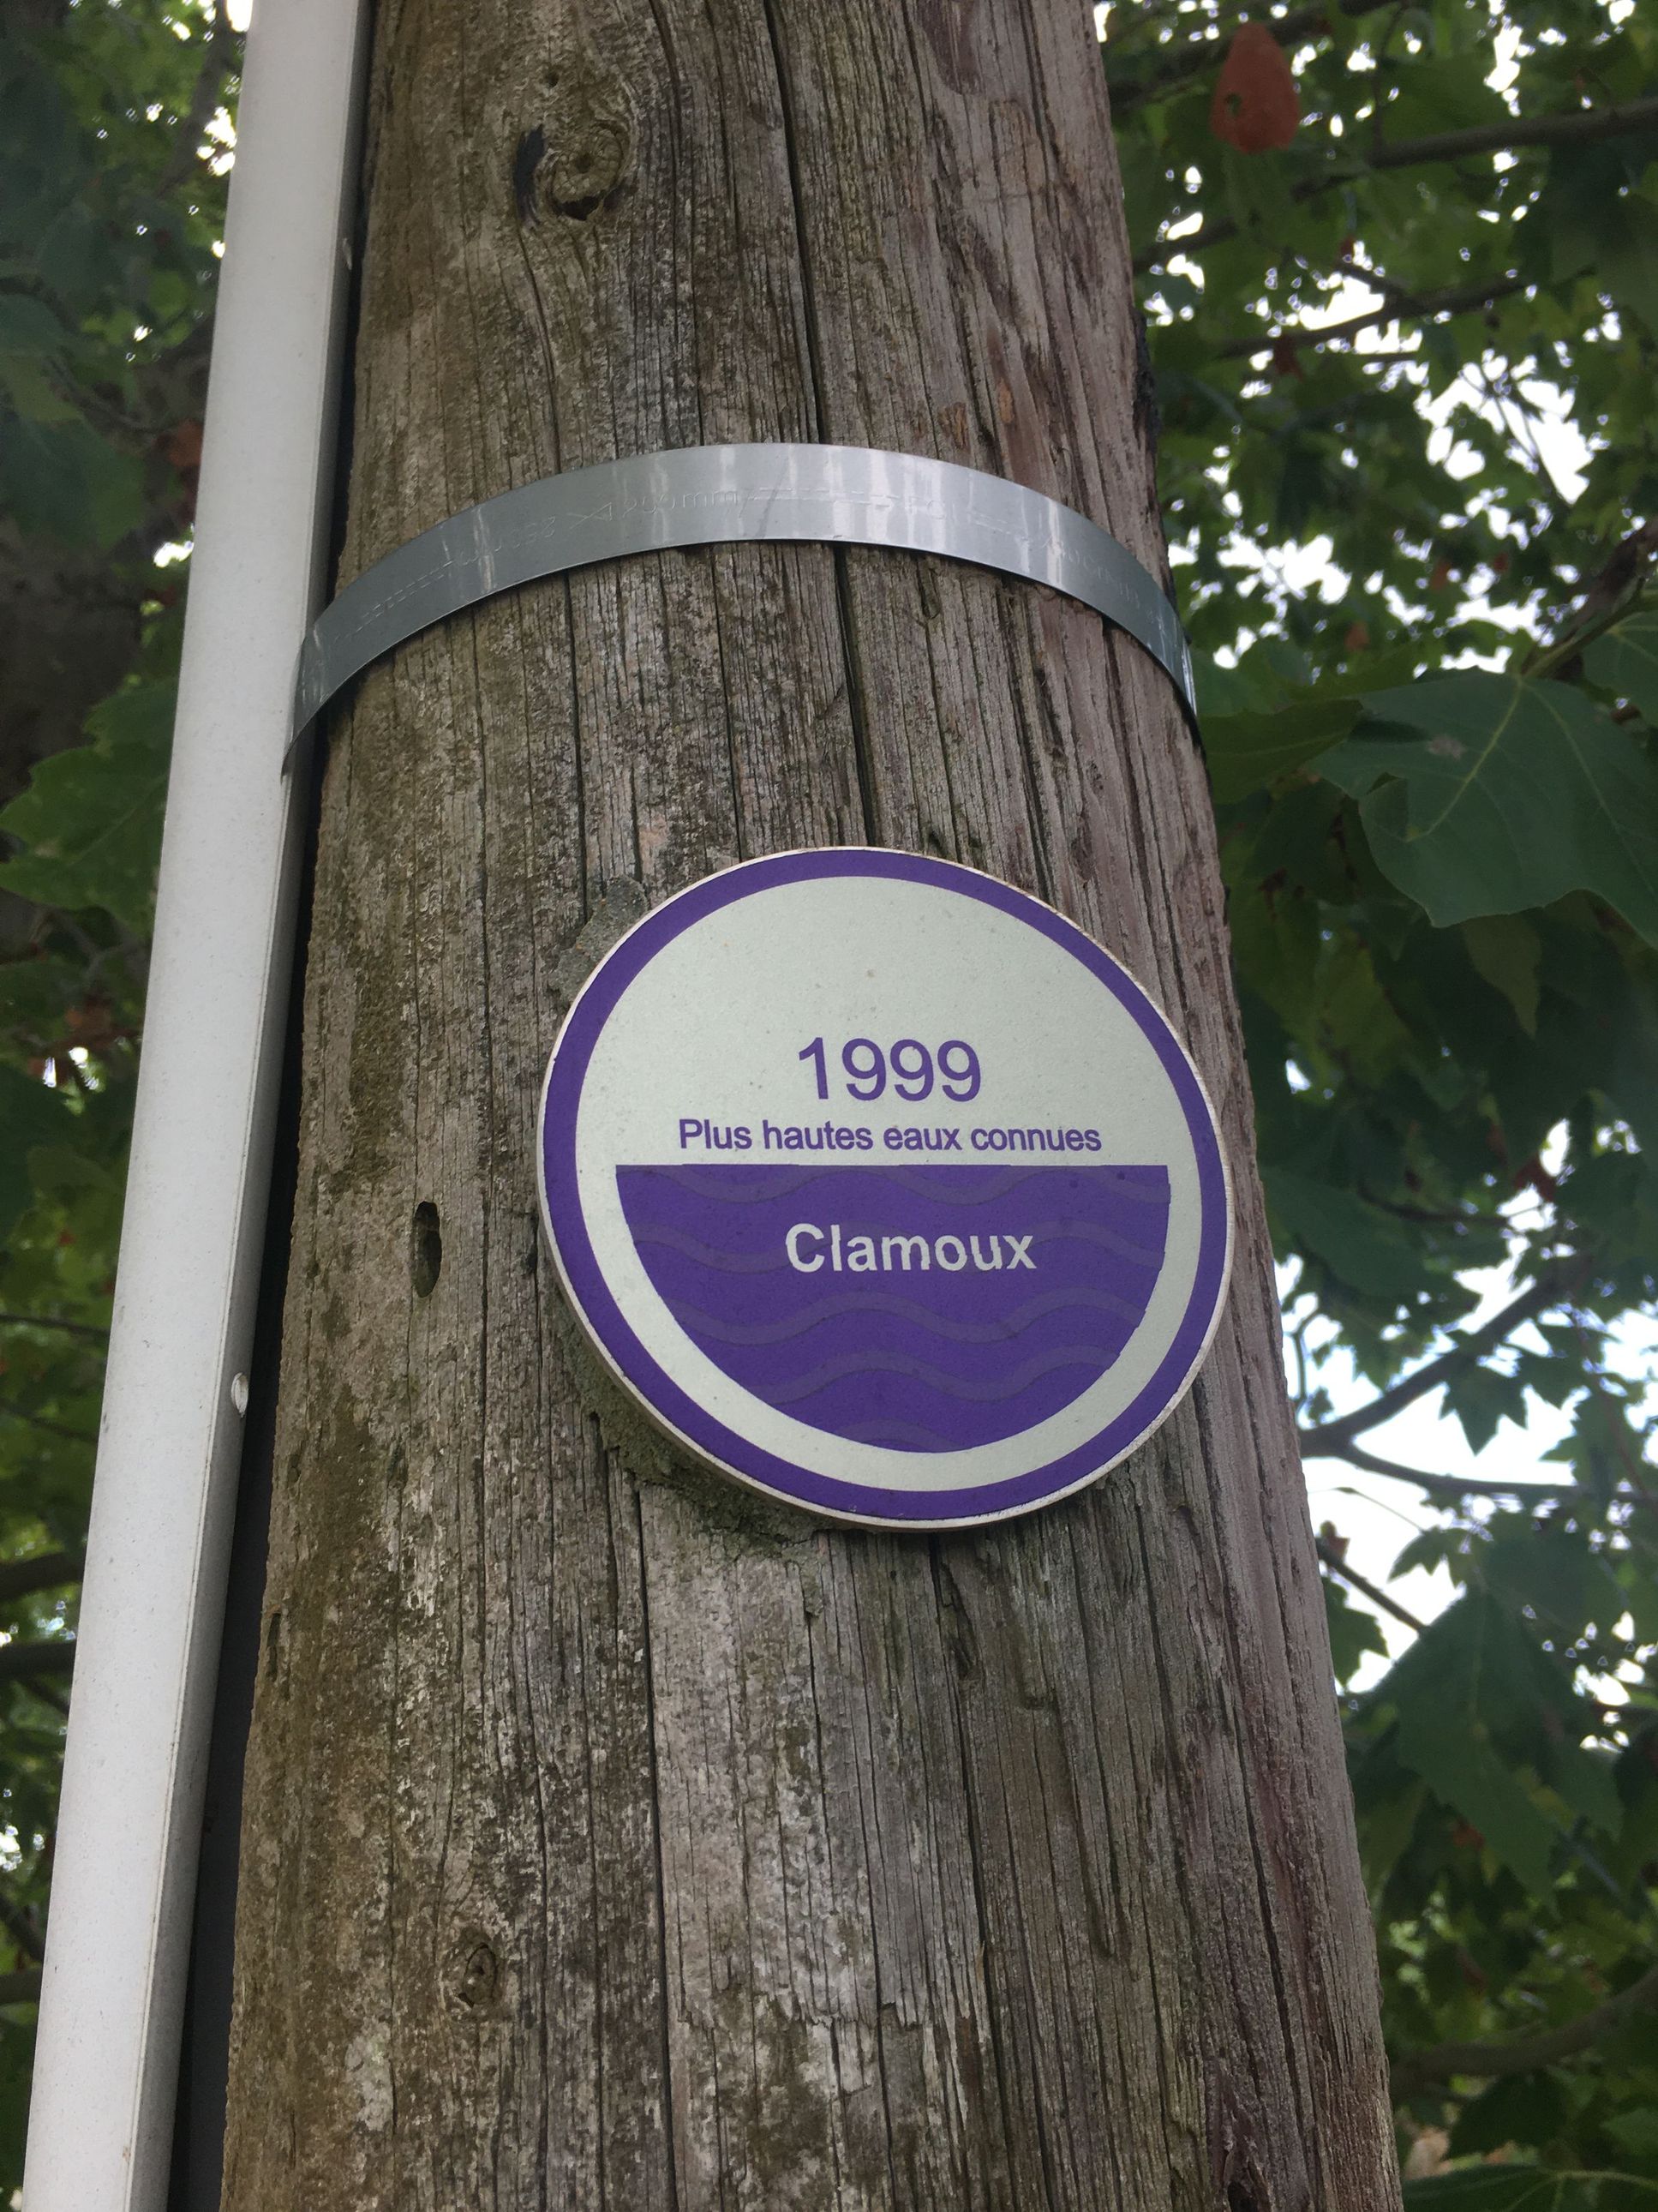 1999
Plus hautes eaux connues
Clamoux